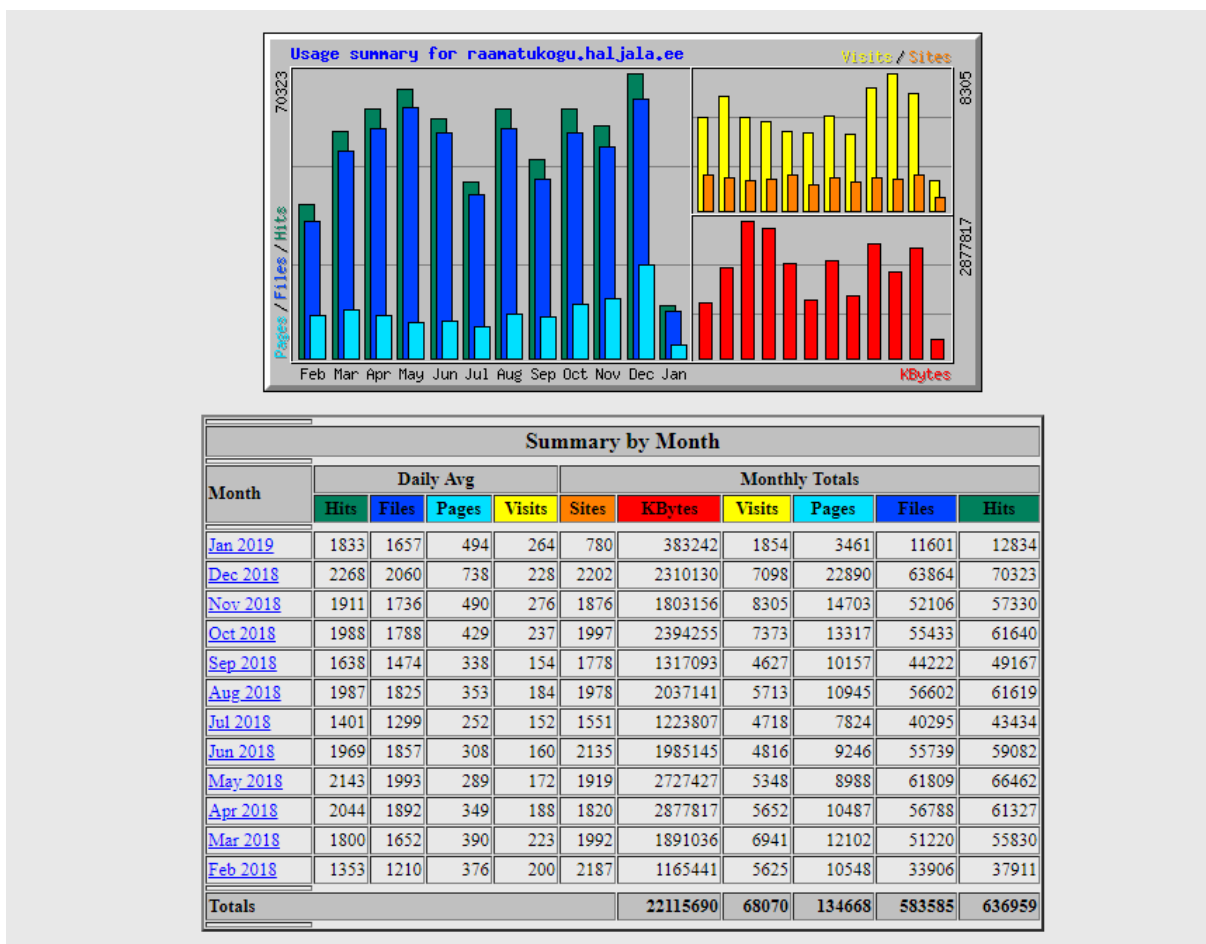 Usage summary for raamatukogu.haljala.ee
Visits / Sites
70323
8305
Pages / Files / Hits
2877817
Feb Mar Apr May Jun Jul Aug Sep Oct Nov Dec Jan
KBytes
Summary by Month
Month Daily Avg Monthly Totals
Hits Files Pages Visits Sites KBytes Visits Pages Files Hits
Jan 2019 1833 1657 494 264 780 383242 1854 3461 11601 12834
Dec 2018 2268 2060 738 228 2202 2310130 7098 22890 63864 70323
Nov 2018 1911 1736 490 276 1876 1803156 8305 14703 52106 57330
Oct 2018 1988 1788 429 237 1997 2394255 7373 13317 55433 61640
Sep 2018 1638 1474 338 154 1778 1317093 4627 10157 44222 49167
Aug 2018 1987 1825 353 184 1978 2037141 5713 10945 56602 61619
Jul 2018 1401 1299 252 152 1551 1223807 4718 7824 40295 43434
Jun 2018 1969 1857 308 160 2135 1985145 4816 9246 55739 59082
May 2018 2143 1993 289 172 1919 2727427 5348 8988 61809 66462
Apr 2018 2044 1892 349 188 1820 2877817 5652 10487 56788 61327
Mar 2018 1800 1652 390 223 1992 1891036 6941 12102 51220 55830
Feb 2018 1353 1210 376 200 2187 1165441 5625 10548 33906 37911
Totals 22115690 68070 134668 583585 636959